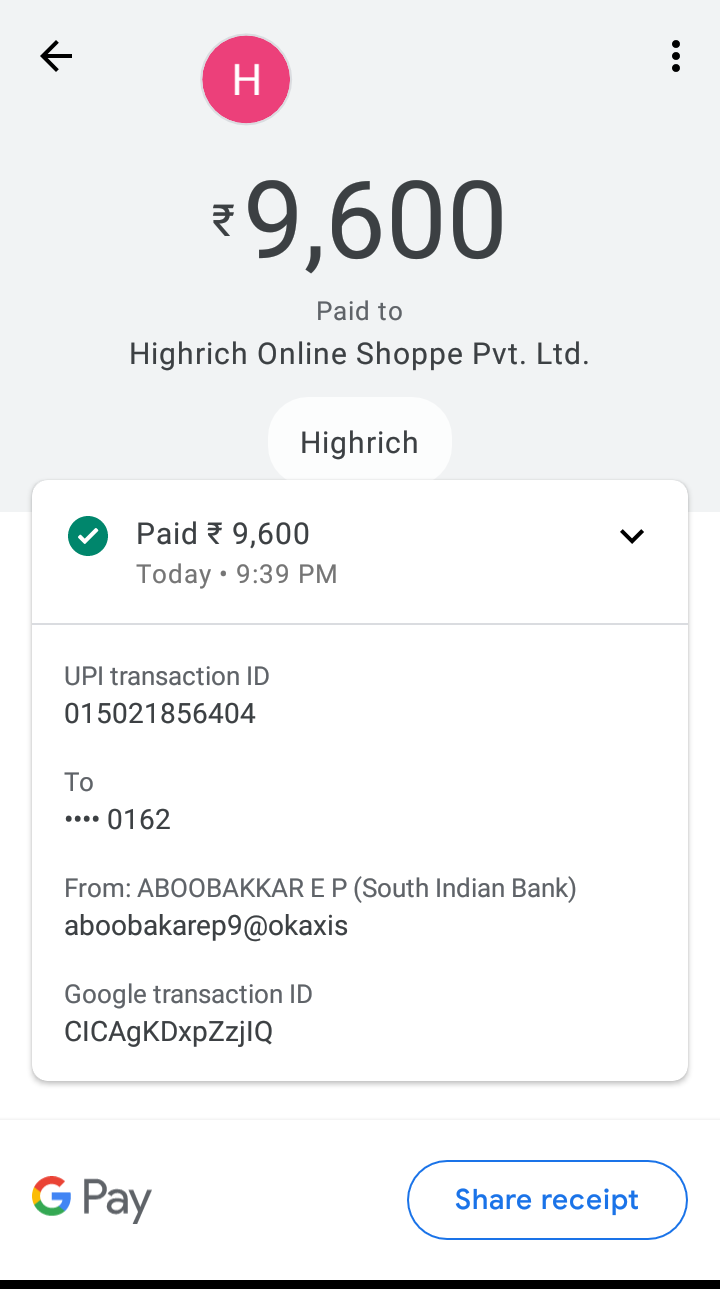 H
₹9,600
Paid to
Highrich Online Shoppe Pvt. Ltd.
Highrich
Paid ₹ 9,600
Today • 9:39 PM
UPI transaction ID
015021856404
To
•••• 0162
From: ABOOBAKKAR E P (South Indian Bank)
aboobakarep9@okaxis
Google transaction ID
CICAgKDxpZzjIQ
G Pay
Share receipt